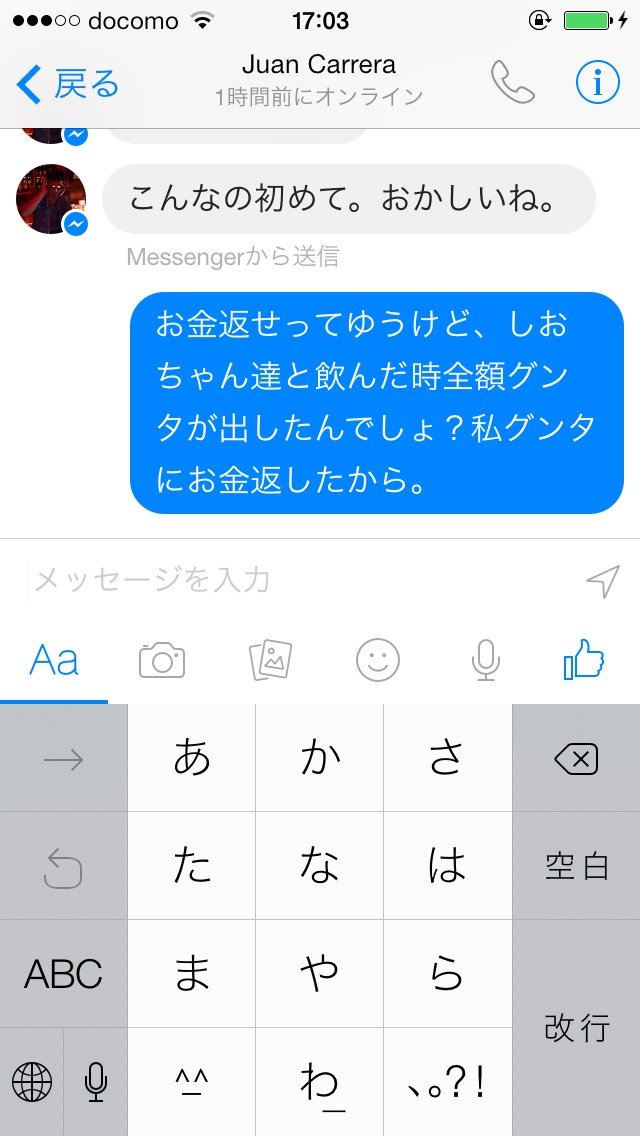 docomo 17:03
戻る
Juan Carrera
1時間前にオンライン
こんなの初めて。おかしいね。
Messengerから送信
お金返せってゆうけど、しお
ちゃん達と飲んだ時全額グン
タが出したんでしょ？私グンタ
にお金返したから。
メッセージを入力
Aa
→ あ か さ
た な は 空白
ABC ま や ら 改行
^_^ わ_ 、。?!